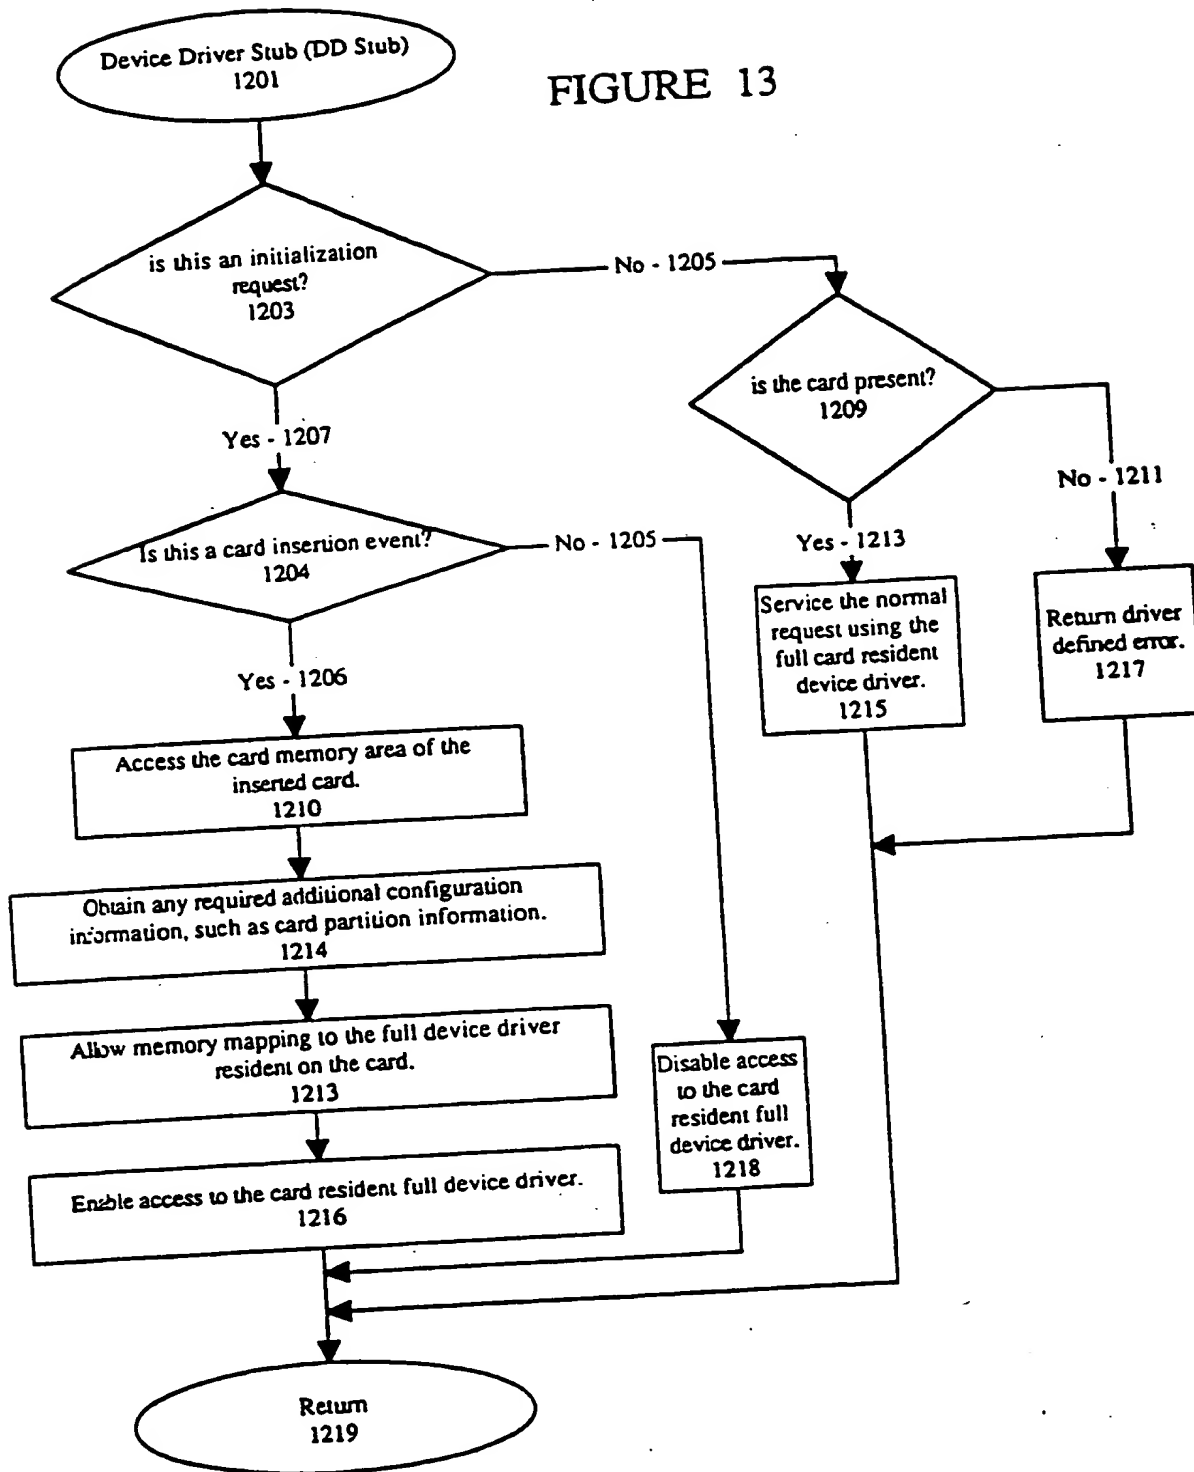 Device Driver Stub (DD Stub)
1201
FIGURE 13
is this an initialization
request?
1203
No - 1205
is the card present?
1209
Yes - 1207
No - 1211
Is this a card insertion event?
1204
No - 1205
Yes - 1213
Service the normal
request using the
full card resident
device driver.
1215
Return driver
defined error.
1217
Yes - 1206
Access the card memory area of the
inserted card.
1210
Obtain any required additional configuration
information, such as card partition information.
1214
Allow memory mapping to the full device driver
resident on the card.
1213
Disable access
to the card
resident full
device driver.
1218
Enable access to the card resident full device driver.
1216
Return
1219